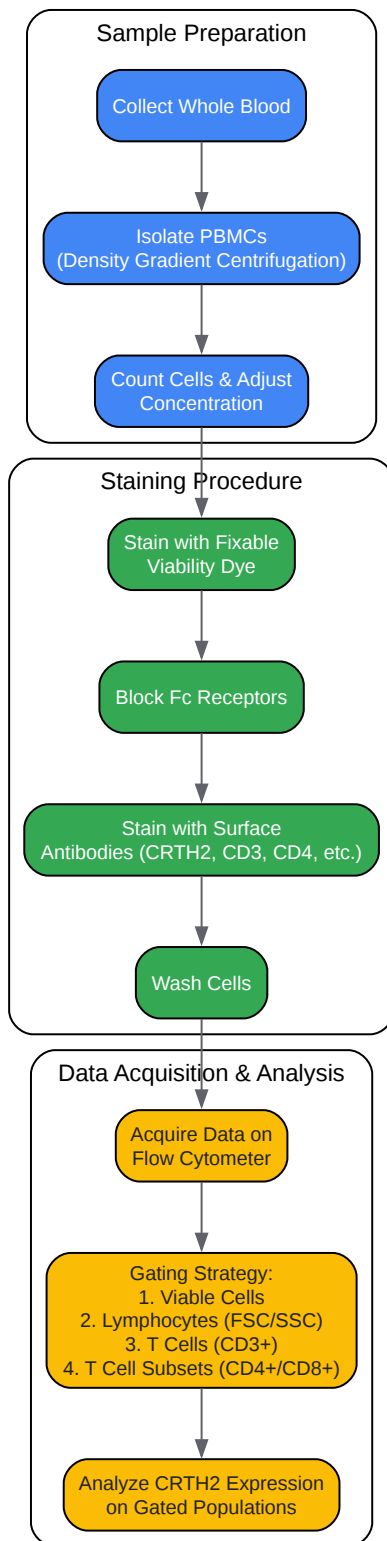 Sample Preparation
Collect Whole Blood
Isolate PBMCs
(Density Gradient Centrifugation)
Count Cells & Adjust
Concentration
Staining Procedure
Stain with Fixable
Viability Dye
Block Fc Receptors
Stain with Surface
Antibodies (CRTH2, CD3, CD4, etc.)
Wash Cells
Data Acquisition & Analysis
Acquire Data on
Flow Cytometer
Gating Strategy:
1. Viable Cells
2. Lymphocytes (FSC/SSC)
3. T Cells (CD3+)
4. T Cell Subsets (CD4+/CD8+)
Analyze CRTH2 Expression
on Gated Populations